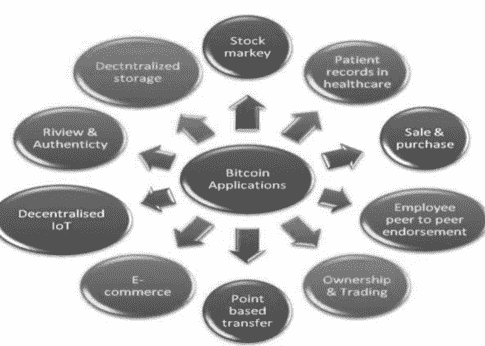 Stock
markey
Dectntralized
storage
Patient
records in
healthcare
Riview &
Authenticty
Sale &
purchase
Bitcoin
Applications
Decentralised
IoT
Employee
peer to peer
endorsement
E-
commerce
Ownership
& Trading
Point
based
transfer